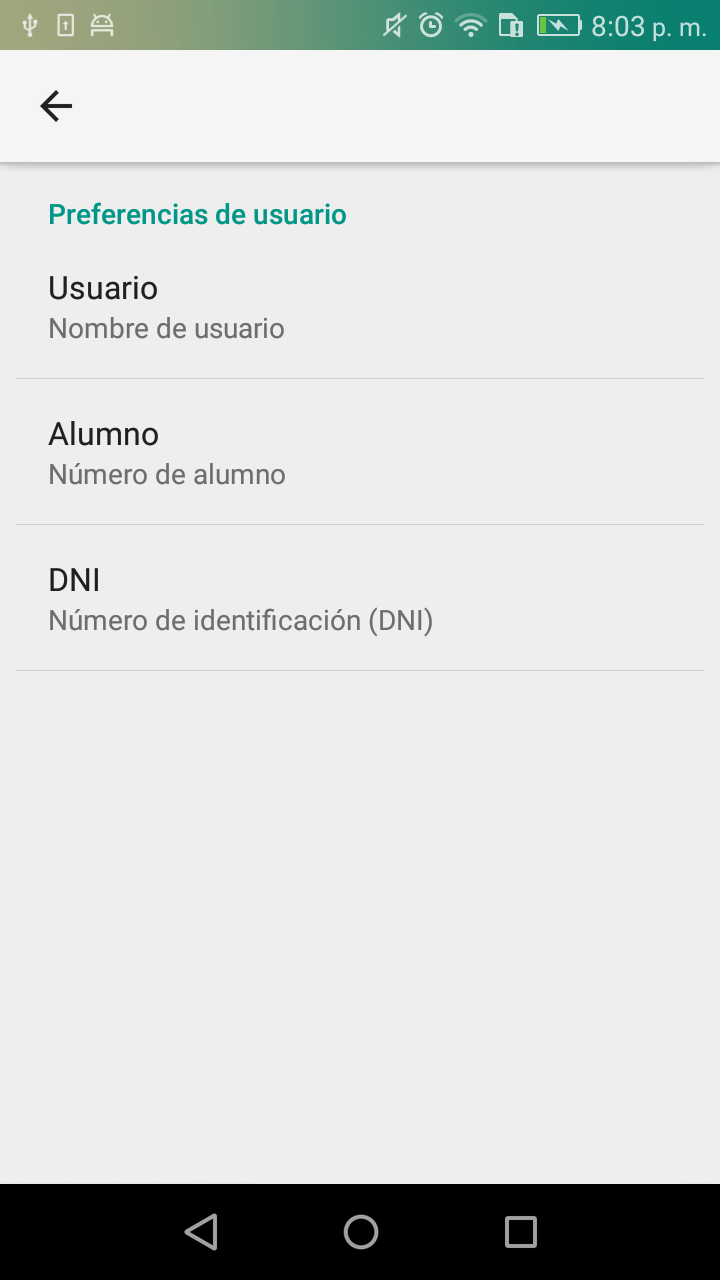 8:03 p. m.
Preferencias de usuario
Usuario
Nombre de usuario
Alumno
Número de alumno
DNI
Número de identificación (DNI)